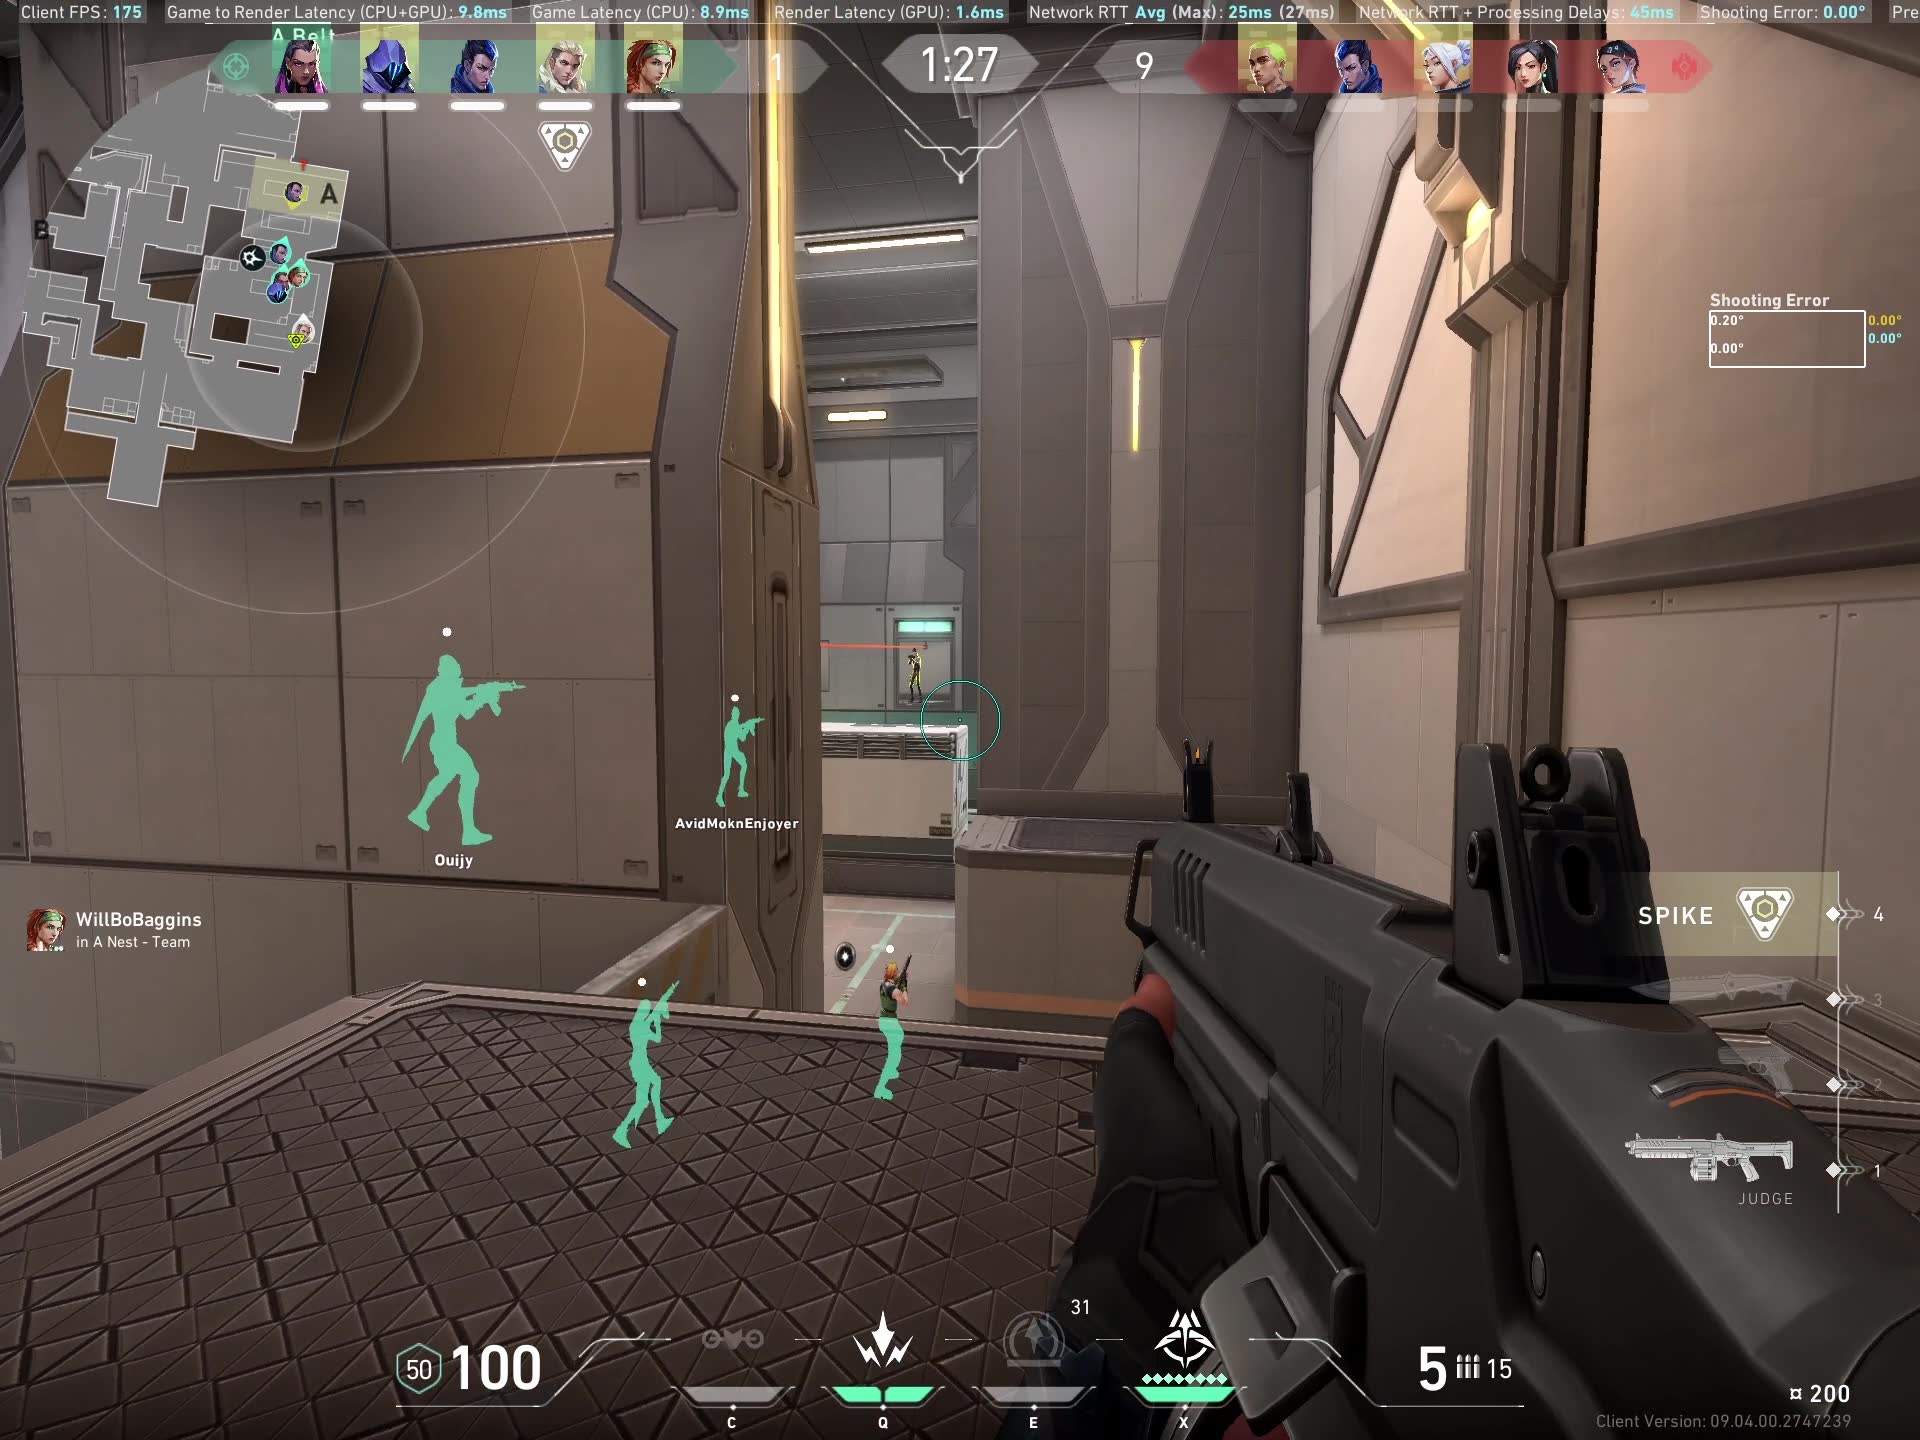 Client FPS: 175 Game to Render Latency (CPU+GPU): 9.8ms Game Latency (CPU): 8.9ms Render Latency (GPU): 1.6ms Network RTT Avg (Max): 25ms (27ms) Network RTT + Processing Delays: 45ms Shooting Error: 0.00° Pre
A Belt
1
1:27
9
A
B
Shooting Error
0.20°
0.00°
0.00°
0.00°
AvidMoknEnjoyer
Ouijy
WillBoBaggins
in A Nest - Team
SPIKE
4
3
2
1
JUDGE
31
50
100
5
15
C
Q
E
X
¤ 200
Client Version: 09.04.00.2747239